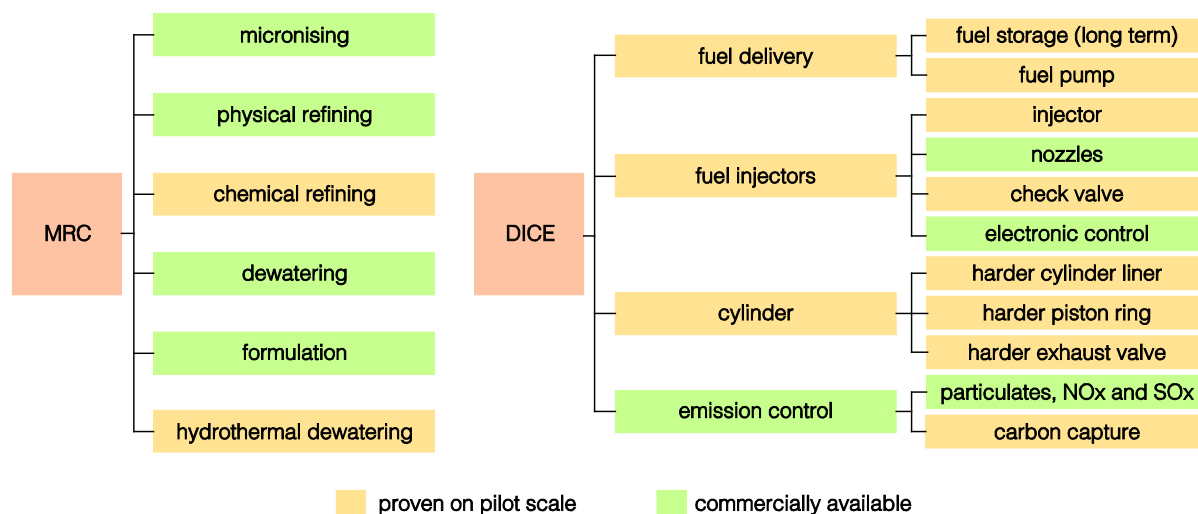 MRC
micronising
physical refining
chemical refining
dewatering
formulation
hydrothermal dewatering
DICE
fuel delivery
fuel storage (long term)
fuel pump
fuel injectors
injector
nozzles
check valve
electronic control
cylinder
harder cylinder liner
harder piston ring
harder exhaust valve
emission control
particulates, NOx and SOx
carbon capture
proven on pilot scale
commercially available